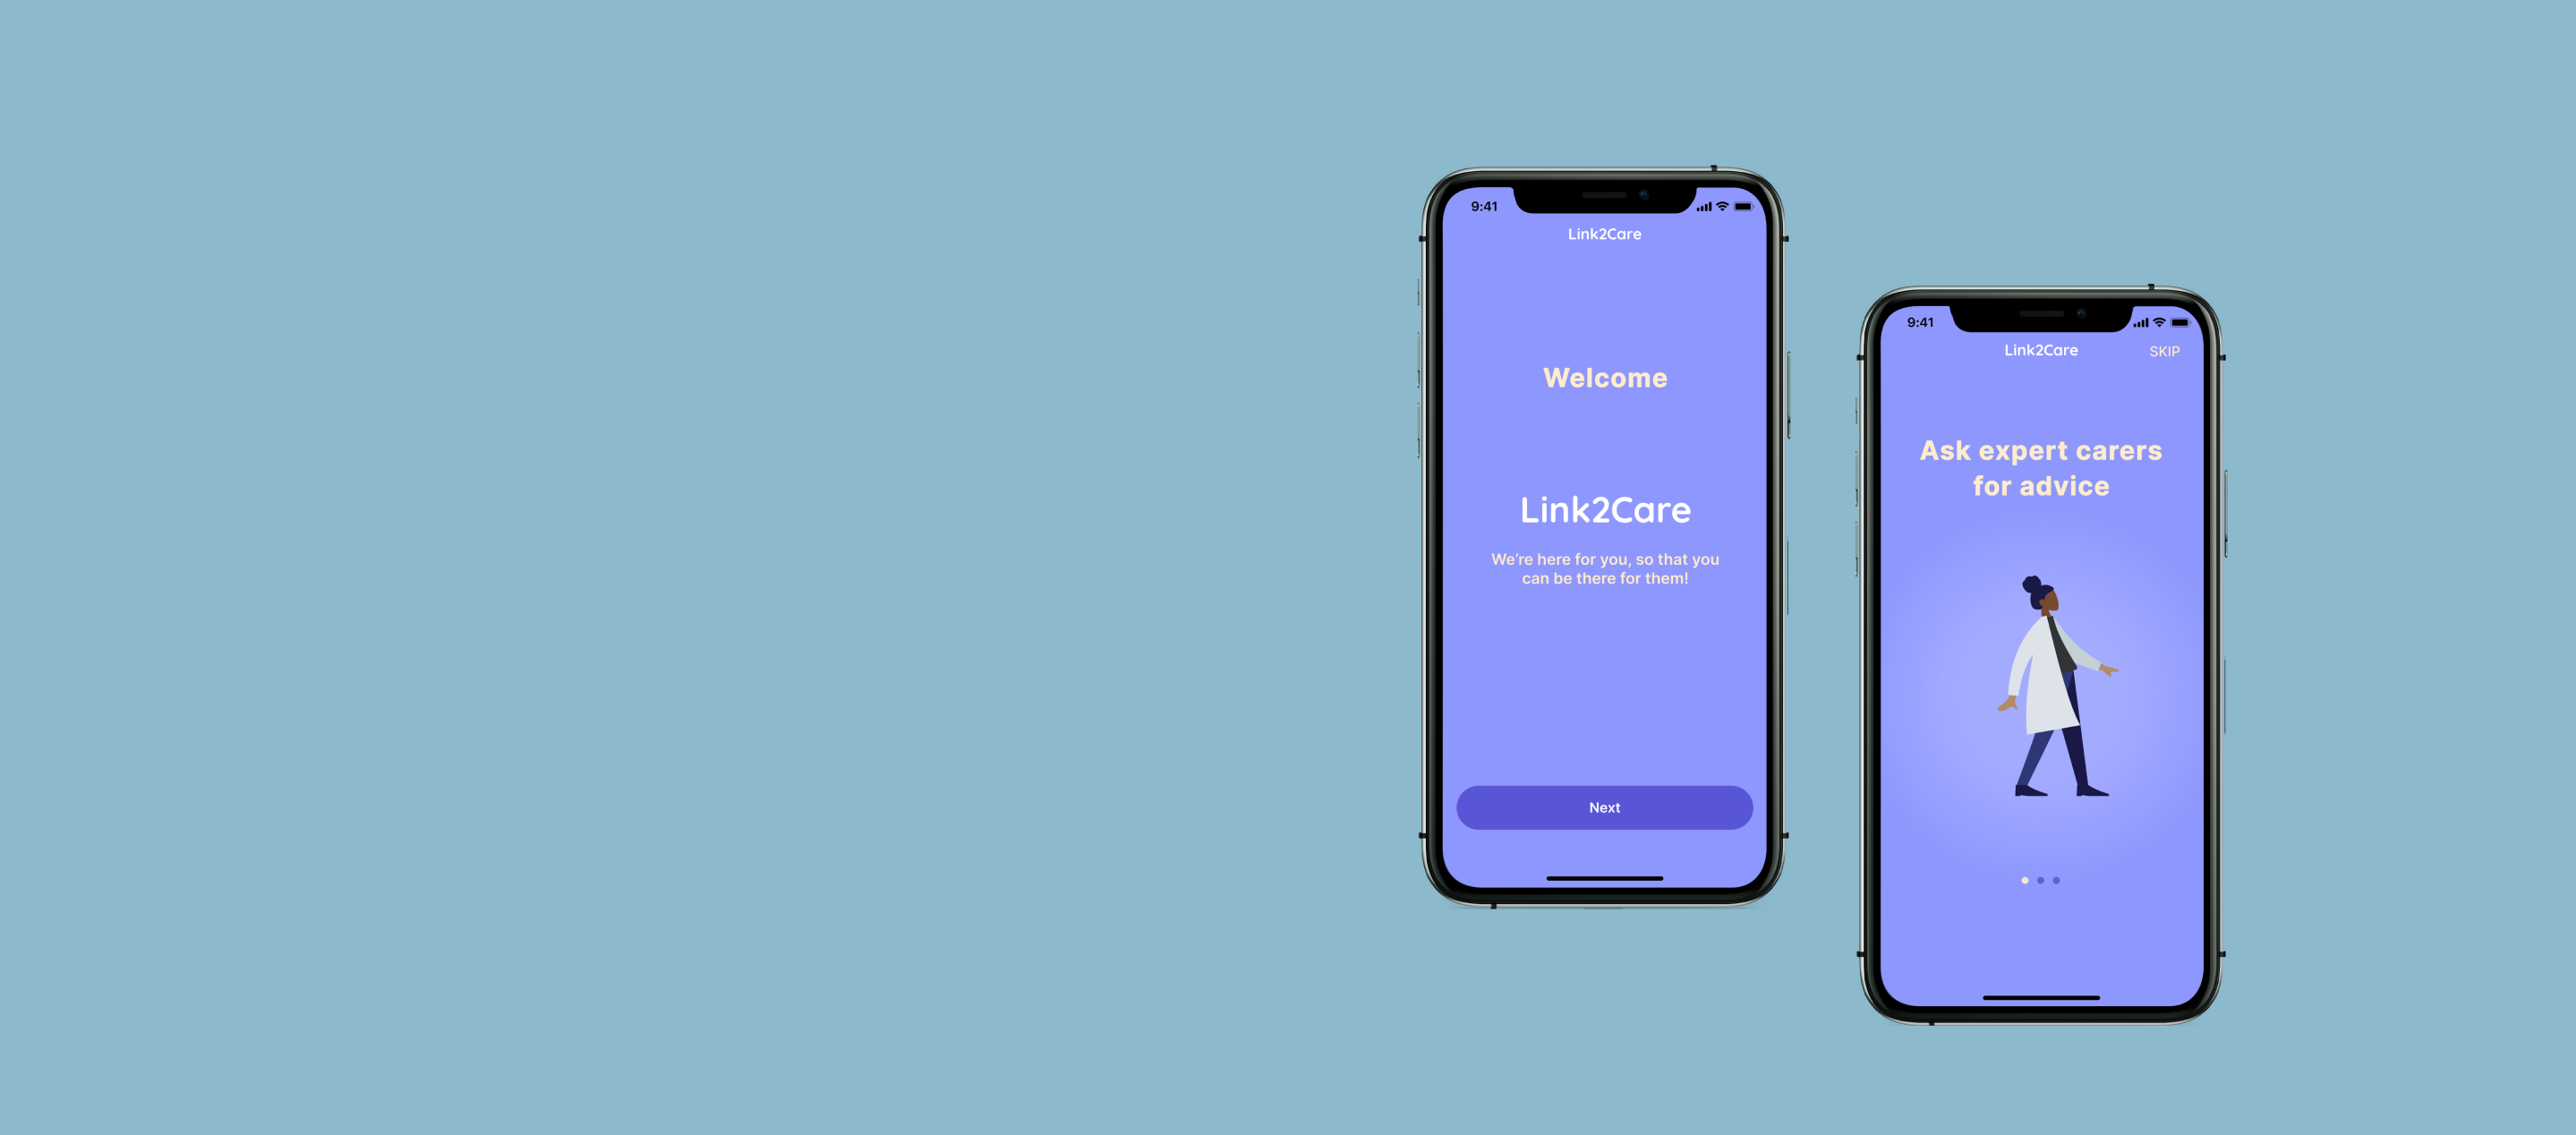 9:41
Link2Care
Welcome
Link2Care
We're here for you, so that you
can be there for them!
Next
9:41
Link2Care
SKIP
Ask expert carers
for advice